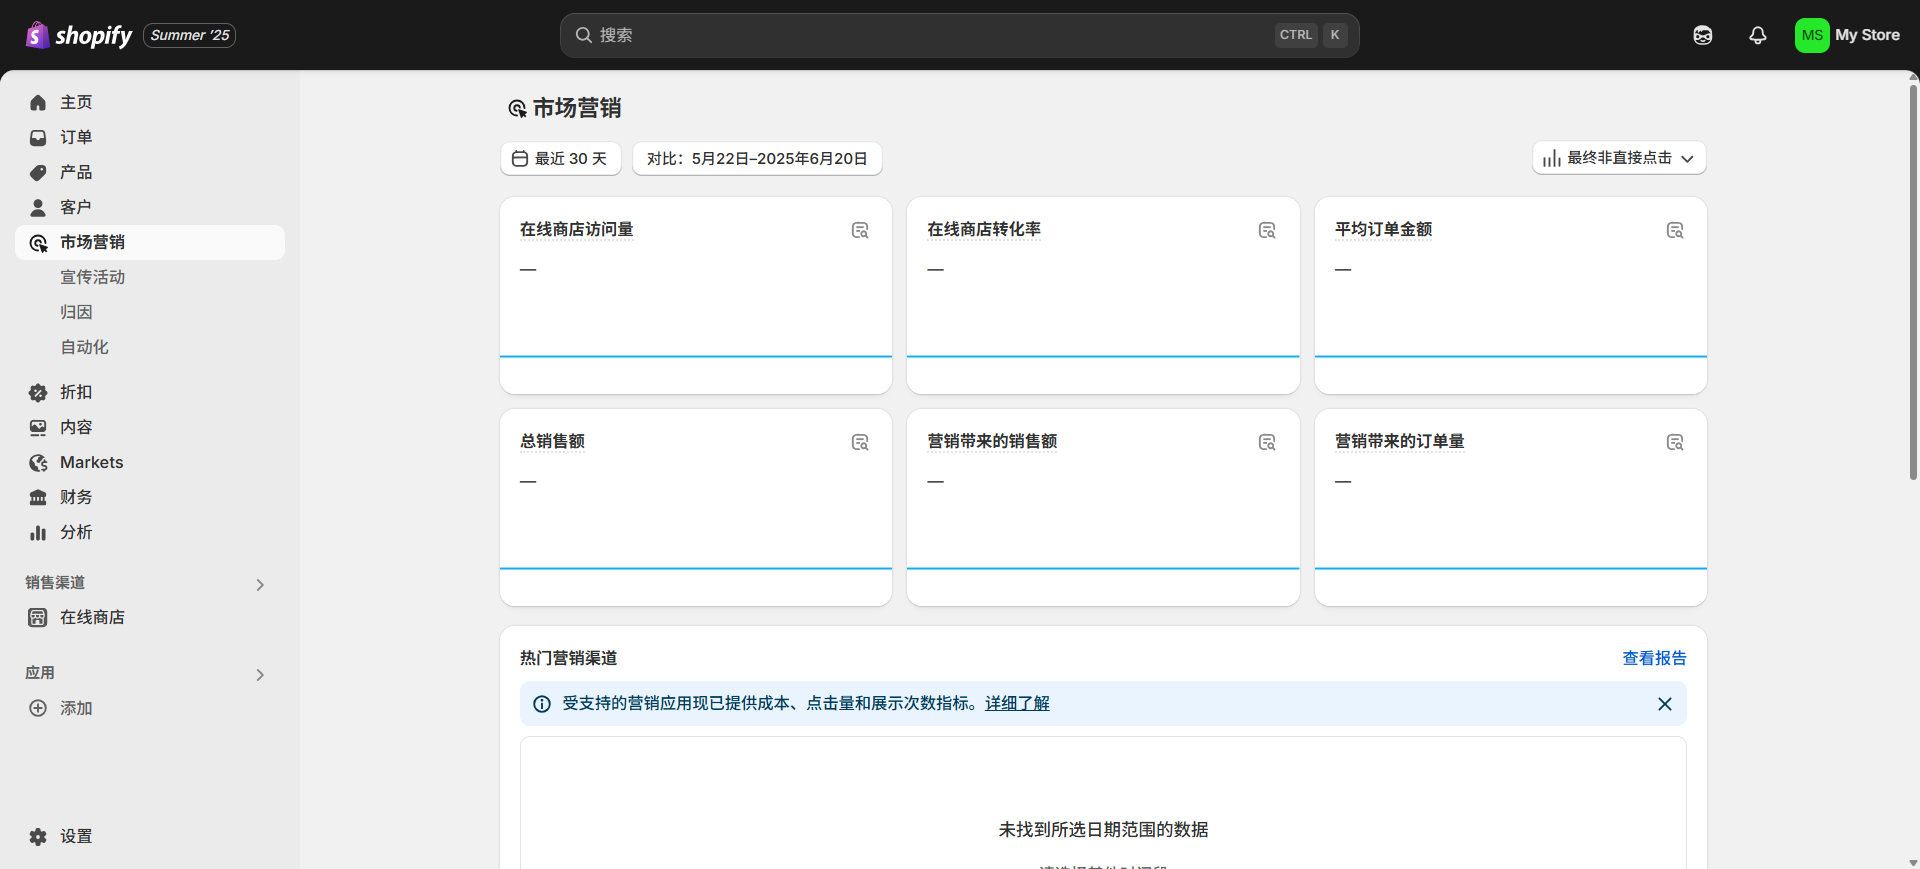 shopify Summer '25
搜索 CTRL K
MS My Store
主页
订单
产品
客户
市场营销
宣传活动
归因
自动化
折扣
内容
Markets
财务
分析
销售渠道
在线商店
应用
添加
设置
市场营销
最近 30 天 对比：5月22日–2025年6月20日 最终非直接点击
在线商店访问量
—
在线商店转化率
—
平均订单金额
—
总销售额
—
营销带来的销售额
—
营销带来的订单量
—
热门营销渠道 查看报告
受支持的营销应用现已提供成本、点击量和展示次数指标。详细了解
未找到所选日期范围的数据